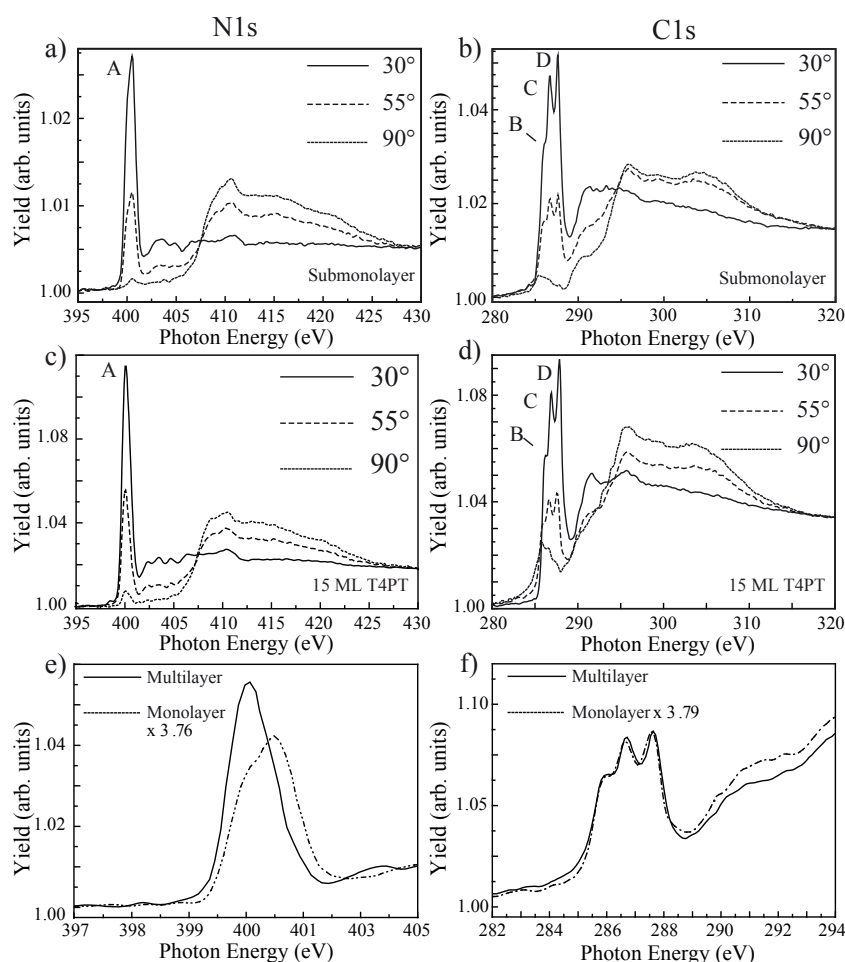 N1s
C1s
a)
A
30°
55°
90°
1.02
1.01
1.00
Yield (arb. units)
Submonolayer
395 400 405 410 415 420 425 430
Photon Energy (eV)
b)
D
C
B
30°
55°
90°
1.04
1.02
1.00
Yield (arb. units)
Submonolayer
280 290 300 310 320
Photon Energy (eV)
c)
A
30°
55°
90°
1.08
1.04
1.00
Yield (arb. units)
15 ML T4PT
395 400 405 410 415 420 425 430
Photon Energy (eV)
d)
D
C
B
30°
55°
90°
1.08
1.06
1.04
1.02
1.00
Yield (arb. units)
15 ML T4PT
280 290 300 310 320
Photon Energy (eV)
e)
Multilayer
Monolayer
x 3.76
1.04
1.02
1.00
Yield (arb. units)
397 398 399 400 401 403 405
Photon Energy (eV)
f)
Multilayer
Monolayer x 3.79
1.10
1.05
1.00
Yield (arb. units)
282 284 286 288 290 292 294
Photon Energy (eV)